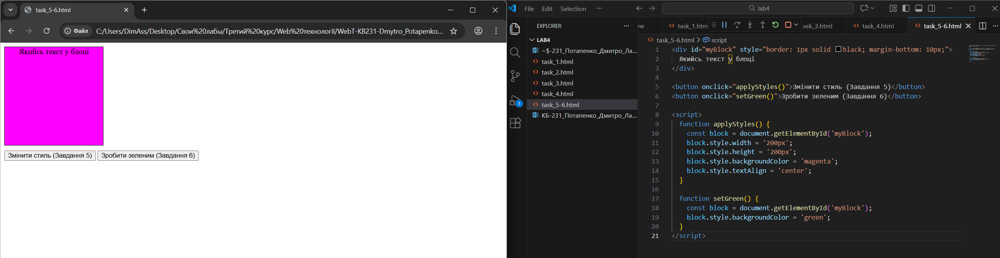 task_5-6.html
Файл
C:/Users/DimAss/Desktop/Свои%20лабы/Третий%20курс/Web%20технології/WebT-KB231-Dmytro_Potapenko...
Якийсь текст у блоці
Змінити стиль (Завдання 5)
Зробити зеленим (Завдання 6)
File Edit Selection ···
lab4
EXPLORER ···
LAB4
~$-231_Потапенко_Дмитро_Ла...
task_1.html
task_2.html
task_3.html
task_4.html
task_5-6.html
КБ-231_Потапенко_Дмитро_Ла...
1
me
task_1.htm
task_3.html
task_4.html
task_5-6.html
···
task_5-6.html > script
1 <div id="myBlock" style="border: 1px solid black; margin-bottom: 10px;">
2 Якийсь текст у блоці
3 </div>
4
5 <button onclick="applyStyles()">Змінити стиль (Завдання 5)</button>
6 <button onclick="setGreen()">Зробити зеленим (Завдання 6)</button>
7
8 <script>
9 function applyStyles() {
10 const block = document.getElementById('myBlock');
11 block.style.width = '200px';
12 block.style.height = '200px';
13 block.style.backgroundColor = 'magenta';
14 block.style.textAlign = 'center';
15 }
16
17 function setGreen() {
18 const block = document.getElementById('myBlock');
19 block.style.backgroundColor = 'green';
20 }
21 </script>